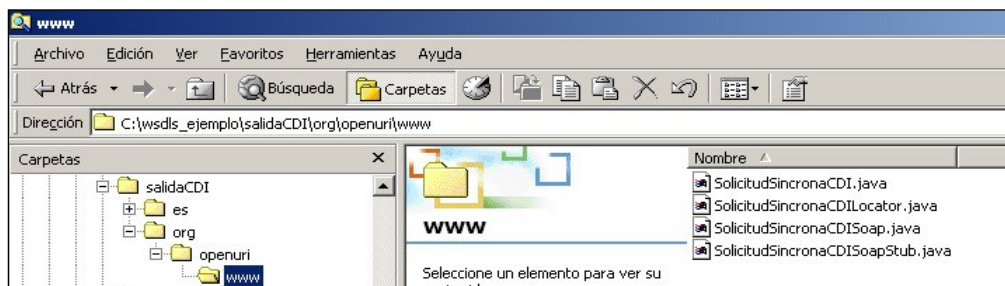 www
Archivo Edición Ver Favoritos Herramientas Ayuda
Atrás Búsqueda Carpetas
Dirección C:\wsdls_ejemplo\salidaCDI\org\openuri\www
Carpetas
salidaCDI
es
org
openuri
www
www
Seleccione un elemento para ver su
Nombre
SolicitudSincronaCDI.java
SolicitudSincronaCDILocator.java
SolicitudSincronaCDISoap.java
SolicitudSincronaCDISoapStub.java